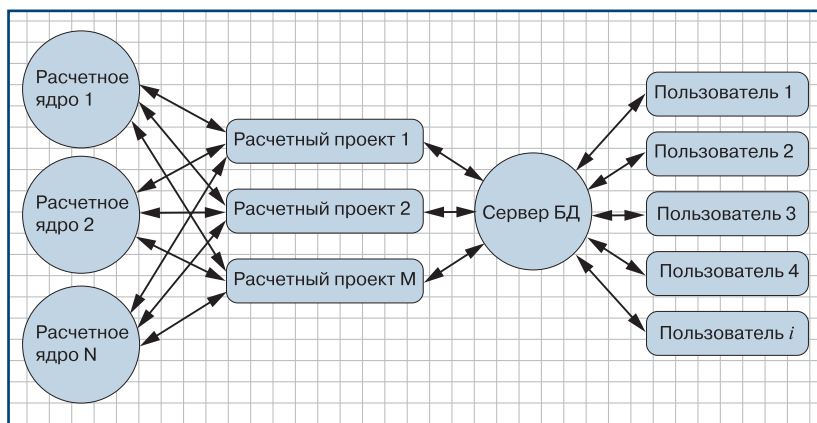 Расчетное
ядро 1
Расчетное
ядро 2
Расчетное
ядро N
Расчетный проект 1
Расчетный проект 2
Расчетный проект M
Сервер БД
Пользователь 1
Пользователь 2
Пользователь 3
Пользователь 4
Пользователь i